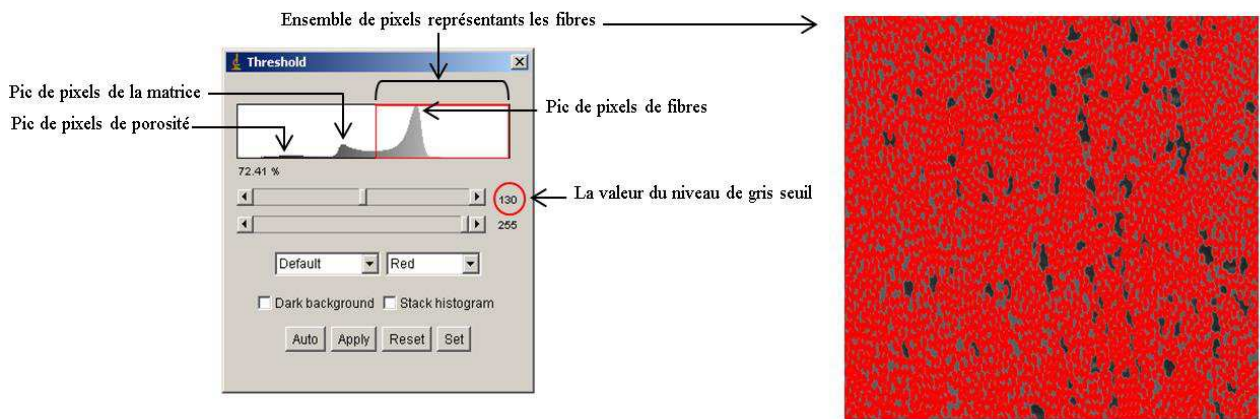 Ensemble de pixels représentants les fibres
Threshold
Pic de pixels de la matrice
Pic de pixels de fibres
Pic de pixels de porosité
72.41 %
La valeur du niveau de gris seuil
130
255
Default
Red
Dark background
Stack histogram
Auto
Apply
Reset
Set